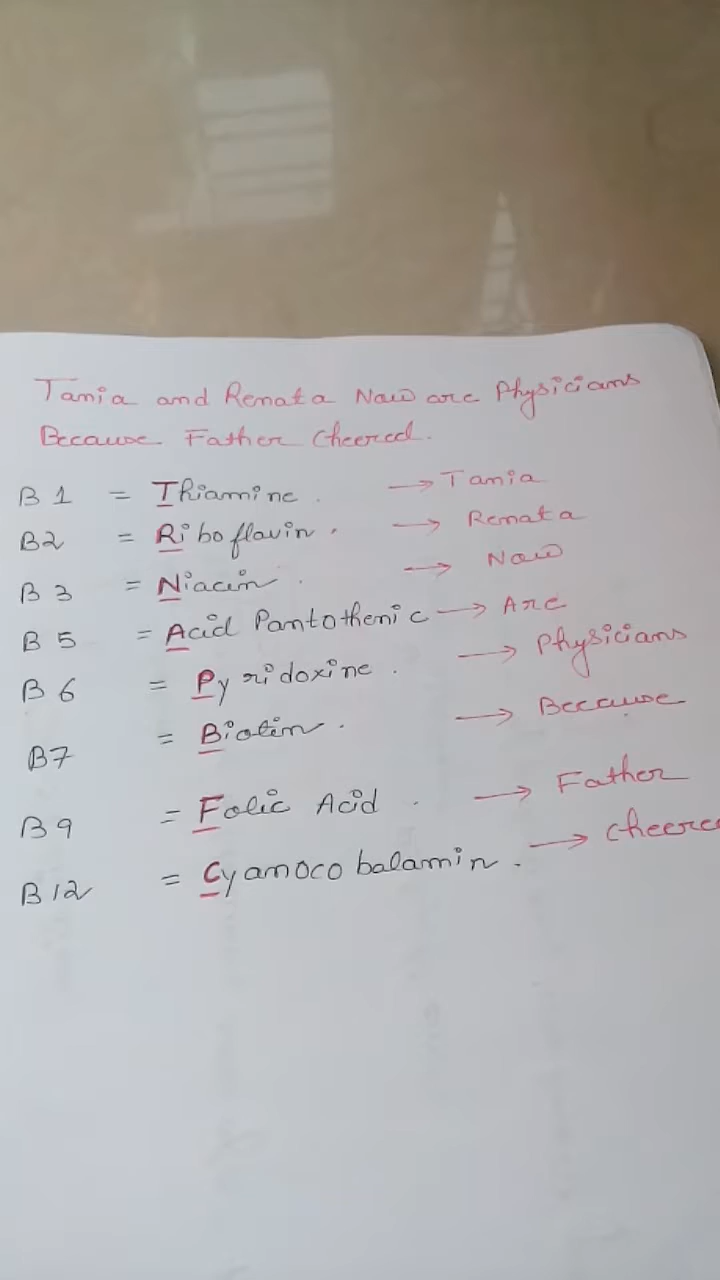 Tania and Renata Now are Physicians
Because Father Cheered.
B1 = Thiamine. → Tania
B2 = Riboflavin. → Renata
B3 = Niacin. → Now
B5 = Acid Pantothenic → Are
B6 = Pyridoxine. → Physicians
B7 = Biotin. → Because
B9 = Folic Acid. → Father
B12 = Cyanocobalamin. → Cheered